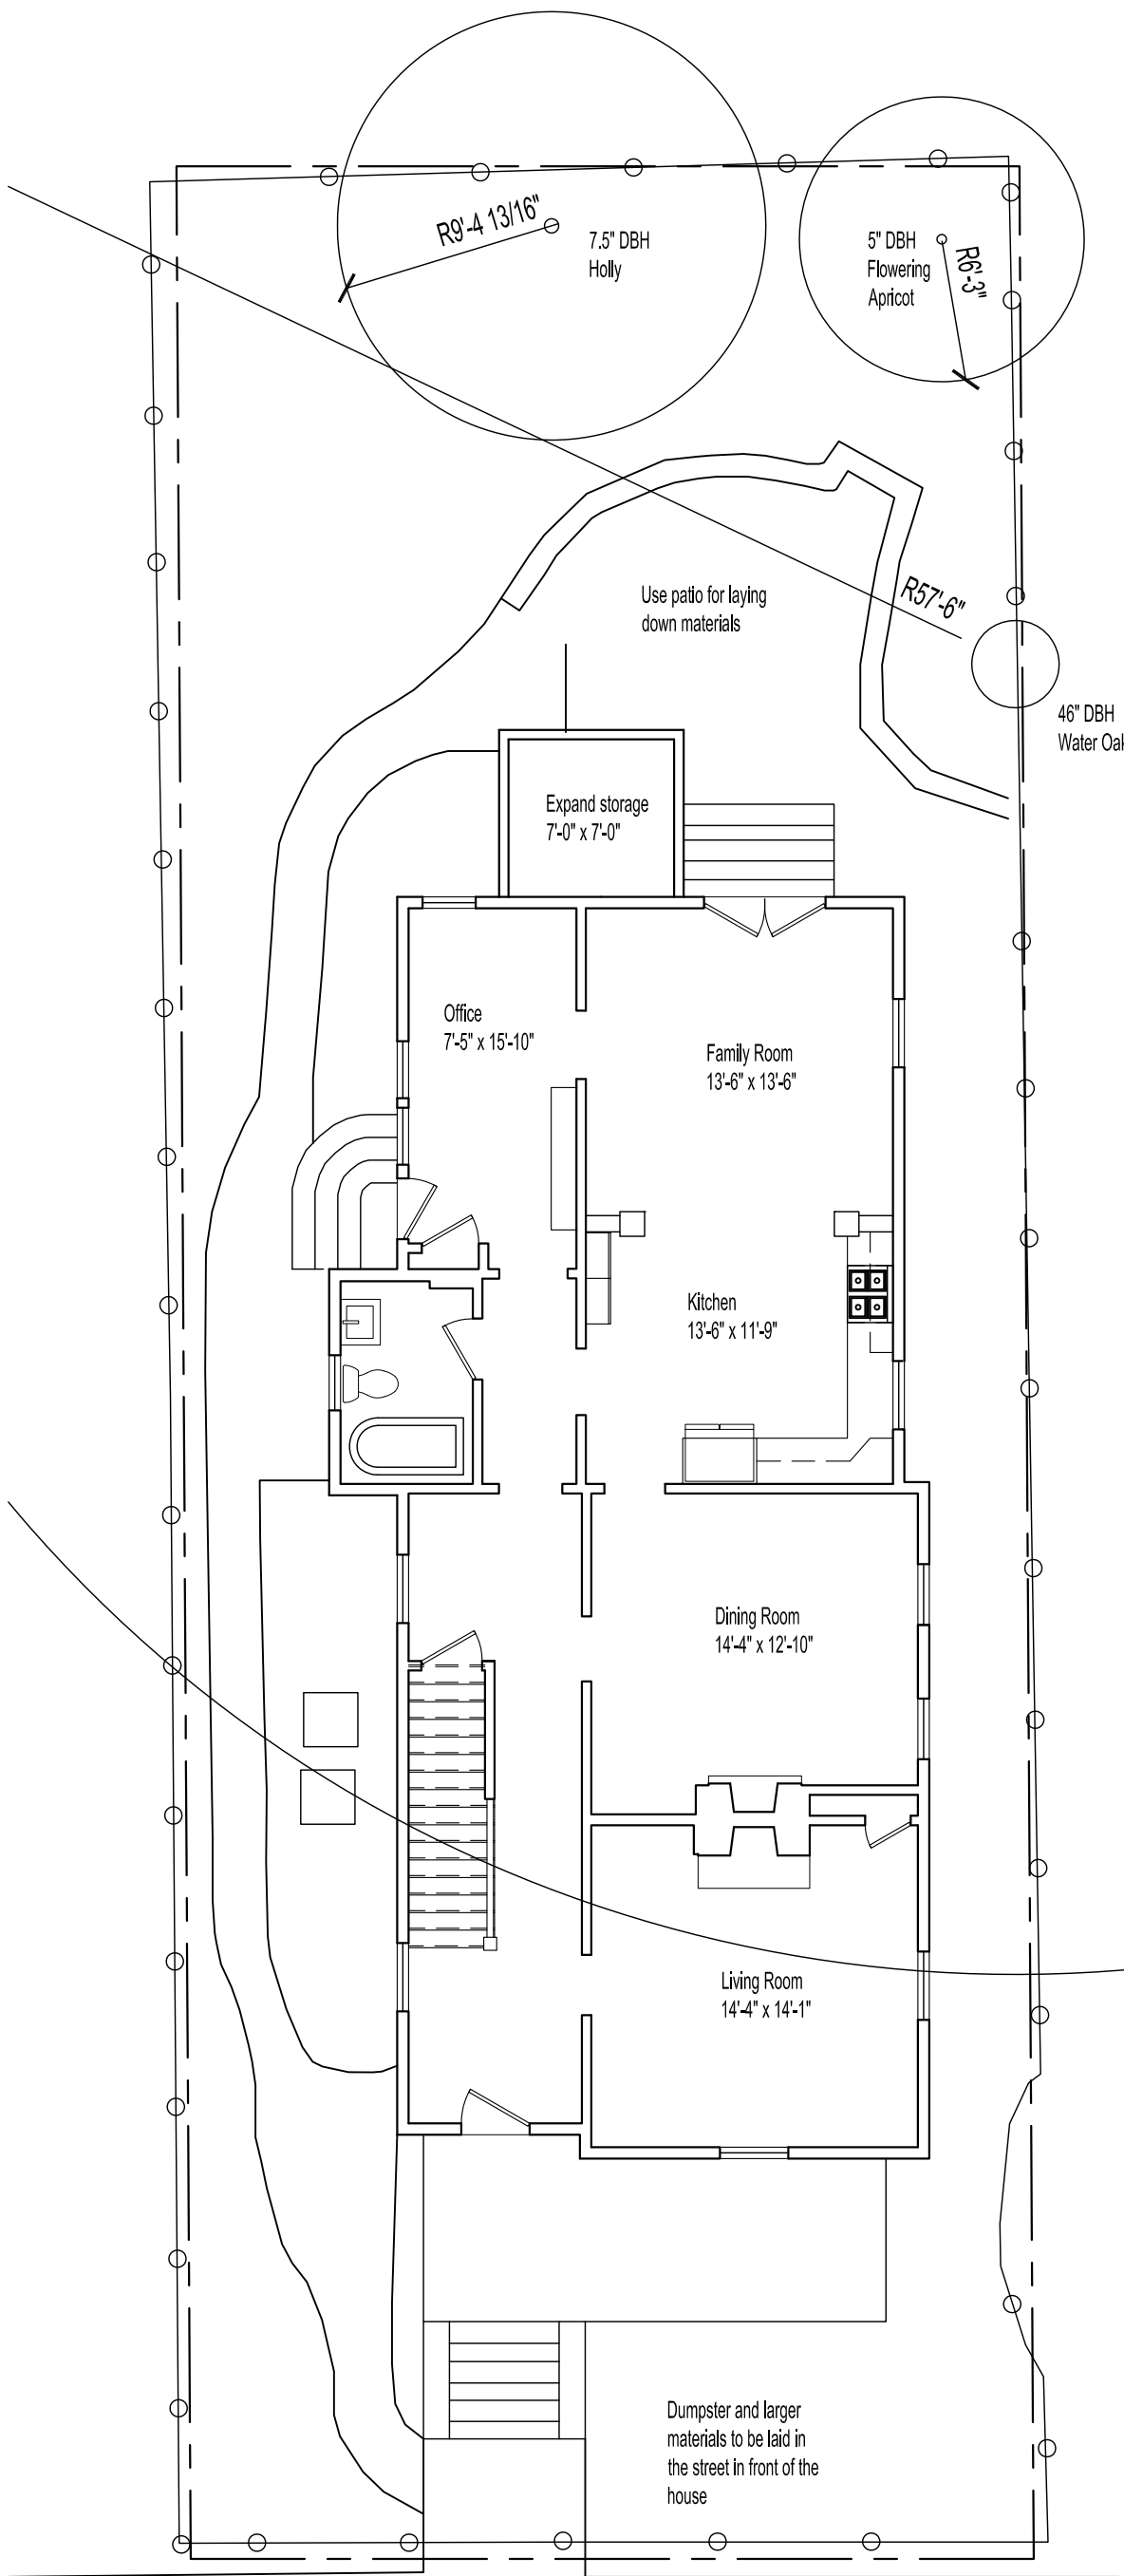 R9'-4 13/16"
7.5" DBH
Holly
5" DBH
Flowering
Apricot
R6'-3"
Use patio for laying
down materials
R57'-6"
46" DBH
Water Oak
Expand storage
7'-0" x 7'-0"
Office
7'-5" x 15'-10"
Family Room
13'-6" x 13'-6"
Kitchen
13'-6" x 11'-9"
Dining Room
14'-4" x 12'-10"
Living Room
14'-4" x 14'-1"
Dumpster and larger
materials to be laid in
the street in front of the
house